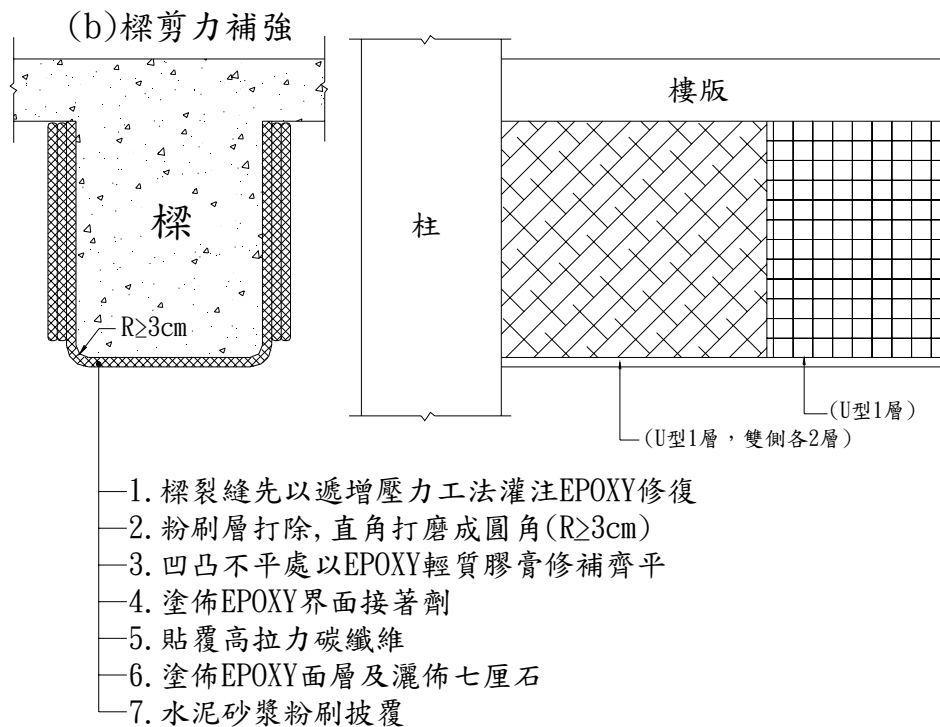 (b)樑剪力補強
樓版
樑
柱
R≥3cm
(U型1層)
(U型1層，雙側各2層)
1. 樑裂縫先以遞增壓力工法灌注EPOXY修復
2. 粉刷層打除,直角打磨成圓角(R≥3cm)
3. 凹凸不平處以EPOXY輕質膠膏修補齊平
4. 塗佈EPOXY界面接著劑
5. 貼覆高拉力碳纖維
6. 塗佈EPOXY面層及灑佈七厘石
7. 水泥砂漿粉刷披覆